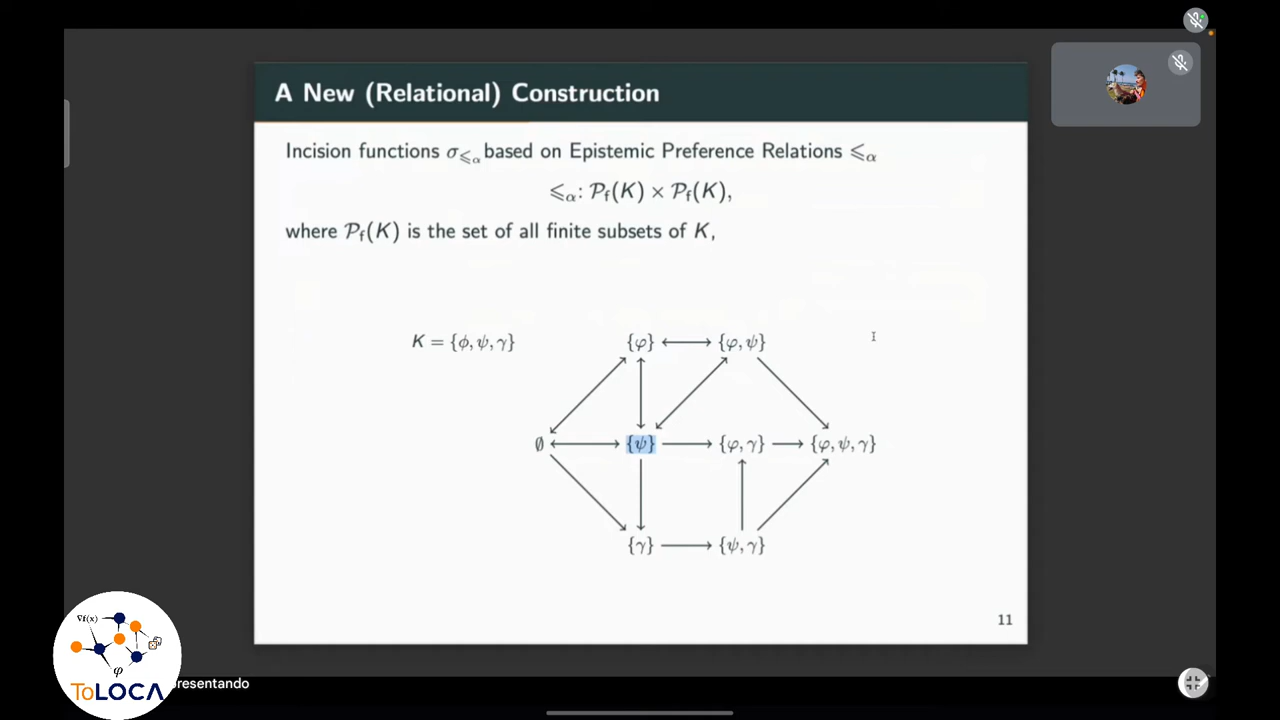 A New (Relational) Construction
Incision functions σ⩽α based on Epistemic Preference Relations ⩽α
⩽α: Pf(K) × Pf(K),
where Pf(K) is the set of all finite subsets of K,
K = {ϕ, ψ, γ}
{φ}
{φ, ψ}
∅
{ψ}
{φ, γ}
{φ, ψ, γ}
{γ}
{ψ, γ}
11
∇f(x)
φ
ToLOCA
presentando